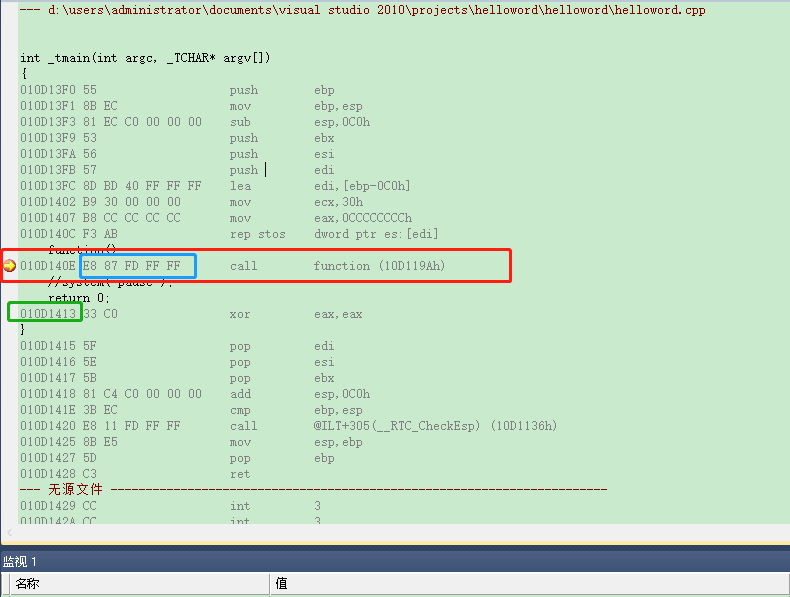 --- d:\users\administrator\documents\visual studio 2010\projects\helloword\helloword\helloword.cpp
int _tmain(int argc, _TCHAR* argv[])
{
010D13F0 55 push ebp
010D13F1 8B EC mov ebp,esp
010D13F3 81 EC C0 00 00 00 sub esp,0C0h
010D13F9 53 push ebx
010D13FA 56 push esi
010D13FB 57 push edi
010D13FC 8D BD 40 FF FF FF lea edi,[ebp-0C0h]
010D1402 B9 30 00 00 00 mov ecx,30h
010D1407 B8 CC CC CC CC mov eax,0CCCCCCCCh
010D140C F3 AB rep stos dword ptr es:[edi]
function()
010D140E E8 87 FD FF FF call function (10D119Ah)
//system("pause");
return 0;
010D1413 33 C0 xor eax,eax
}
010D1415 5F pop edi
010D1416 5E pop esi
010D1417 5B pop ebx
010D1418 81 C4 C0 00 00 00 add esp,0C0h
010D141E 3B EC cmp ebp,esp
010D1420 E8 11 FD FF FF call @ILT+305(__RTC_CheckEsp) (10D1136h)
010D1425 8B E5 mov esp,ebp
010D1427 5D pop ebp
010D1428 C3 ret
--- 无源文件 -----------------------------------------------------------------------
010D1429 CC int 3
010D142A CC int 3
监视 1
名称 值